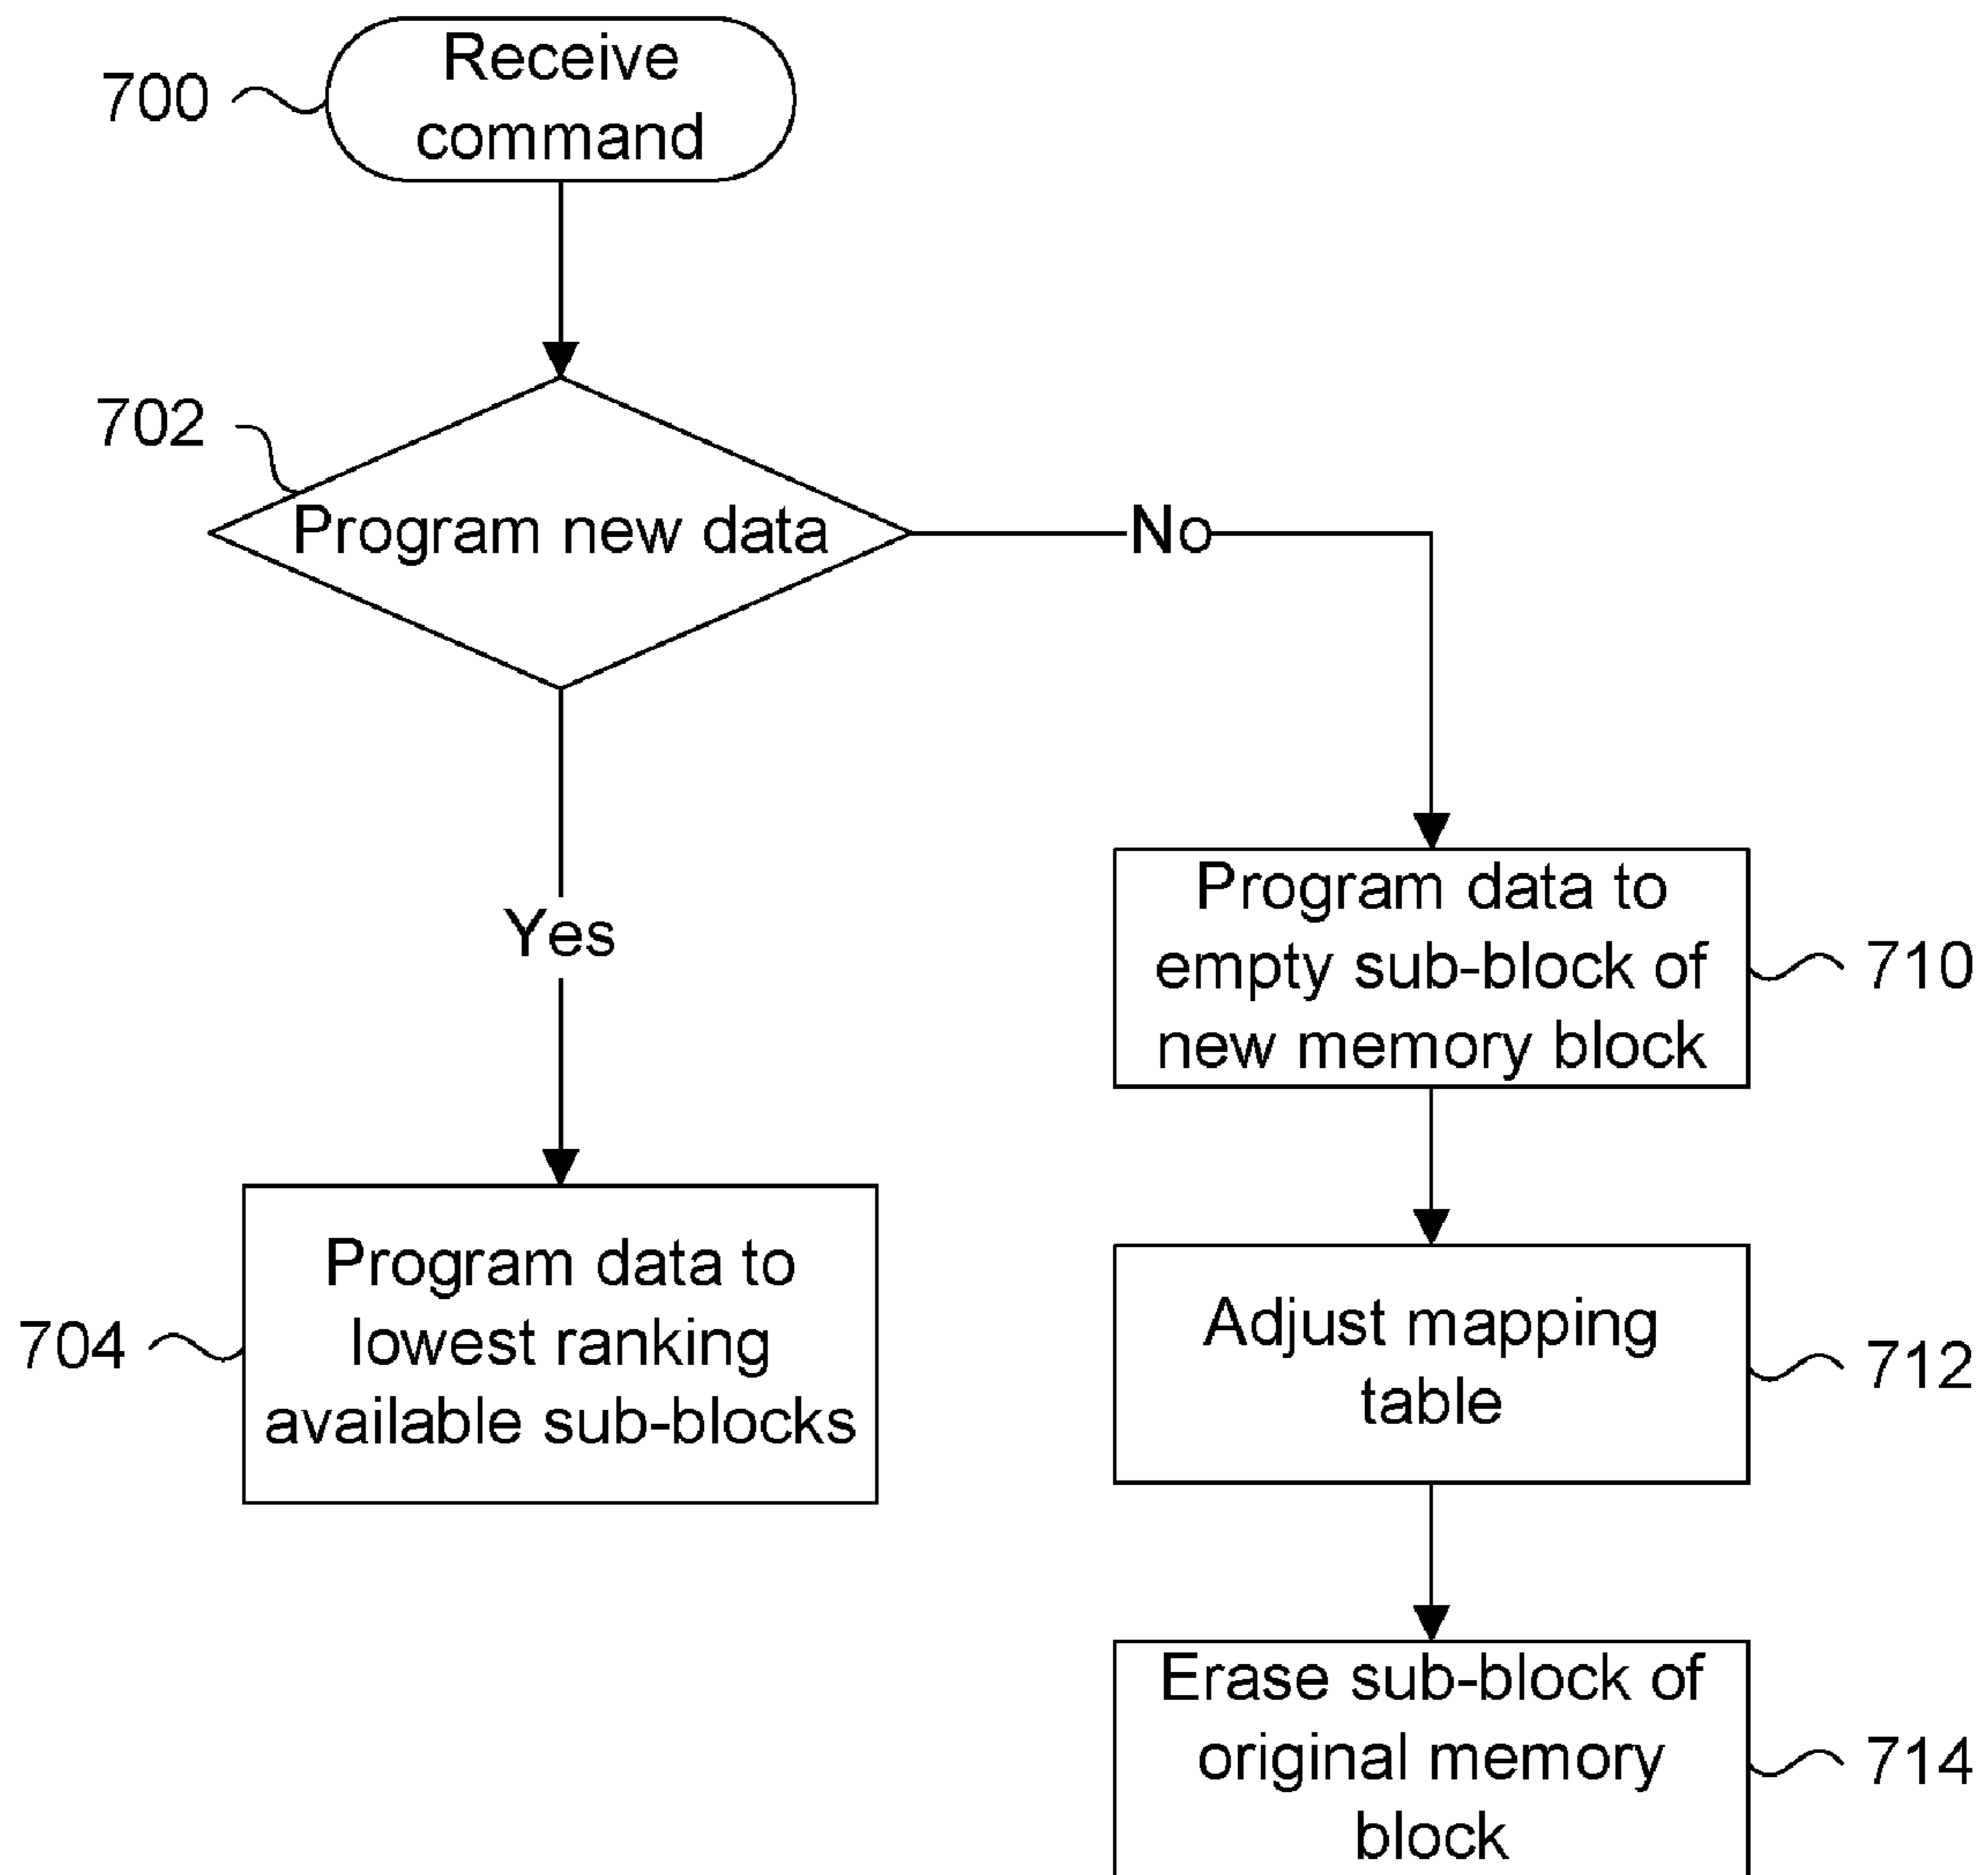 700
Receive
command
702
Program new data
No
Yes
Program data to
empty sub-block of
new memory block
710
Program data to
lowest ranking
available sub-blocks
704
Adjust mapping
table
712
Erase sub-block of
original memory
block
714